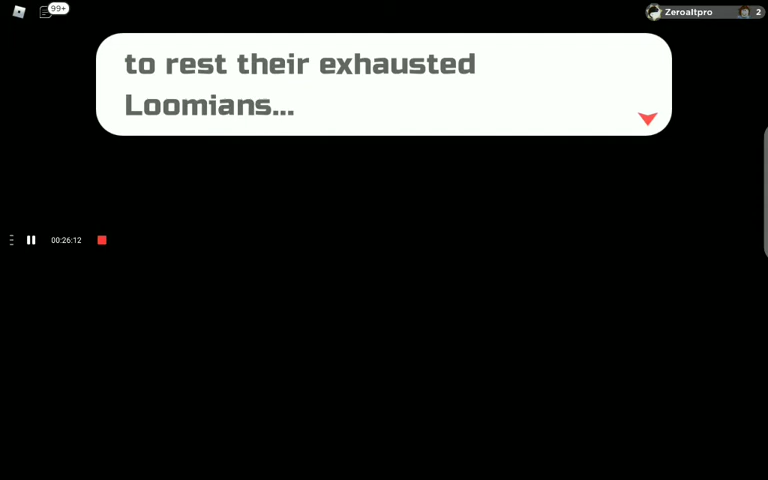 99+
Zeroaltpro
2
to rest their exhausted
Loomians...
00:26:12